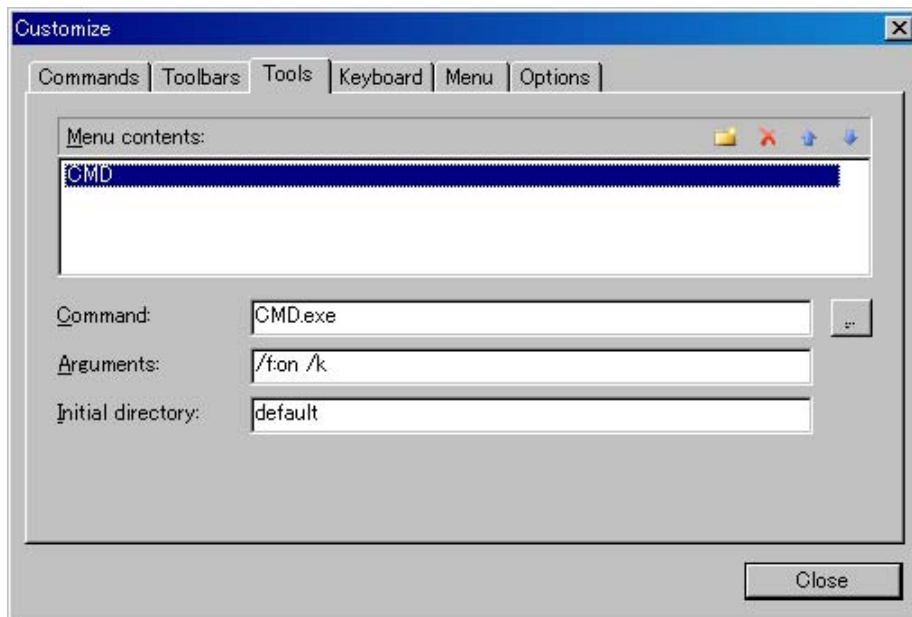 Customize
Commands Toolbars Tools Keyboard Menu Options
Menu contents:
CMD
Command: CMD.exe ...
Arguments: /f:on /k
Initial directory: default
Close